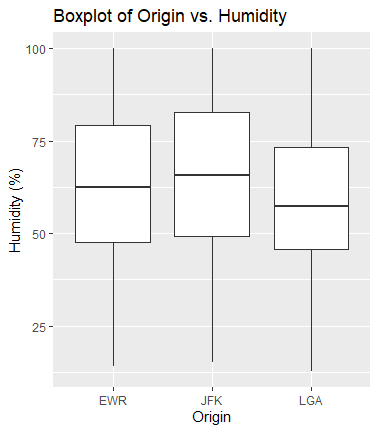 Boxplot of Origin vs. Humidity
100
75
50
25
Humidity (%)
EWR JFK LGA
Origin